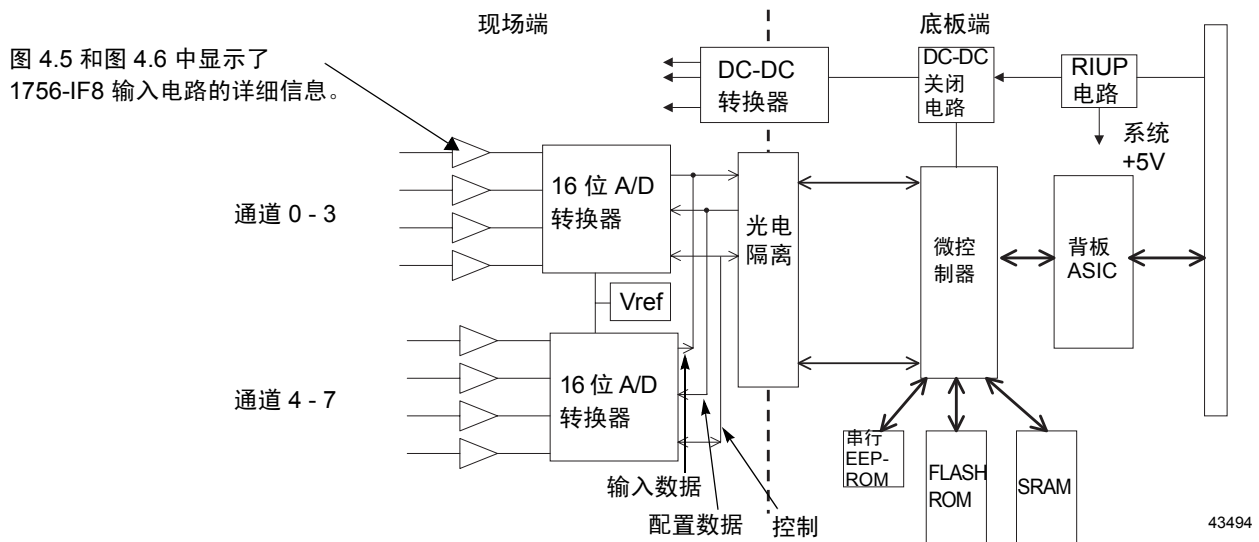 现场端
底板端
图 4.5 和图 4.6 中显示了
1756-IF8 输入电路的详细信息。
DC-DC
转换器
DC-DC
关闭
电路
RIUP
电路
系统
+5V
16 位 A/D
转换器
通道 0 - 3
光电
隔离
微控
制器
背板
ASIC
Vref
16 位 A/D
转换器
通道 4 - 7
输入数据
配置数据
控制
串行
EEP-
ROM
FLASH
ROM
SRAM
43494